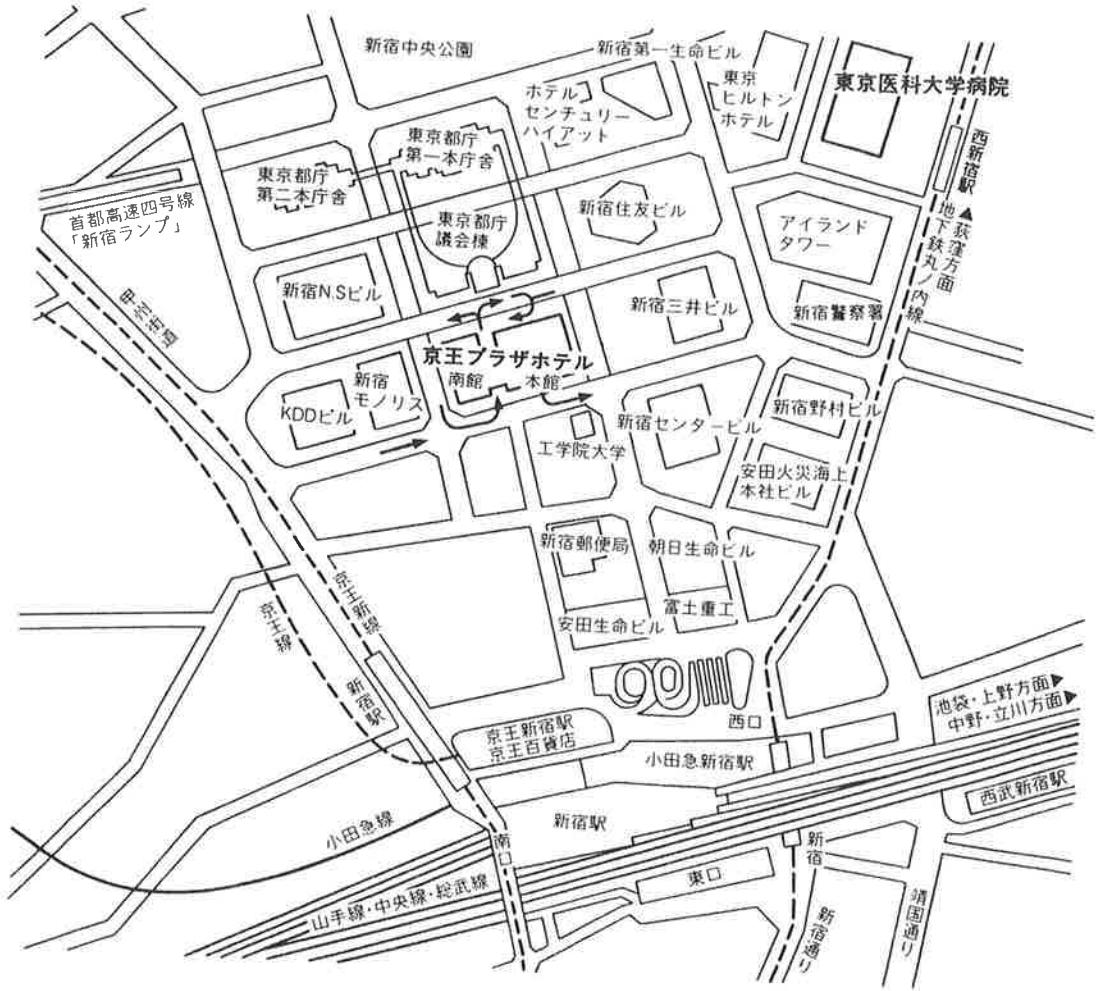 新宿中央公園
新宿第一生命ビル
東京
ヒルトン
ホテル
東京医科大学病院
ホテル
センチュリー
ハイアット
東京都庁
第一本庁舎
東京都庁
第二本庁舎
西新宿駅
首都高速四号線
「新宿ランプ」
東京都庁
議会棟
新宿住友ビル
アイランド
タワー
▲荻窪方面
地下鉄丸ノ内線
甲州街道
新宿N.Sビル
新宿三井ビル
新宿警察署
京王プラザホテル
南館
本館
新宿
モノリス
KDDビル
工学院大学
新宿センタービル
新宿野村ビル
安田火災海上
本社ビル
新宿郵便局
朝日生命ビル
京王新線
京王線
安田生命ビル
富士重工
新宿駅
西口
池袋・上野方面▶
中野・立川方面▶
京王新宿駅
京王百貨店
小田急新宿駅
西武新宿駅
小田急線
新宿駅
南口
新宿
東口
山手線・中央線・総武線
新宿通り
靖国通り